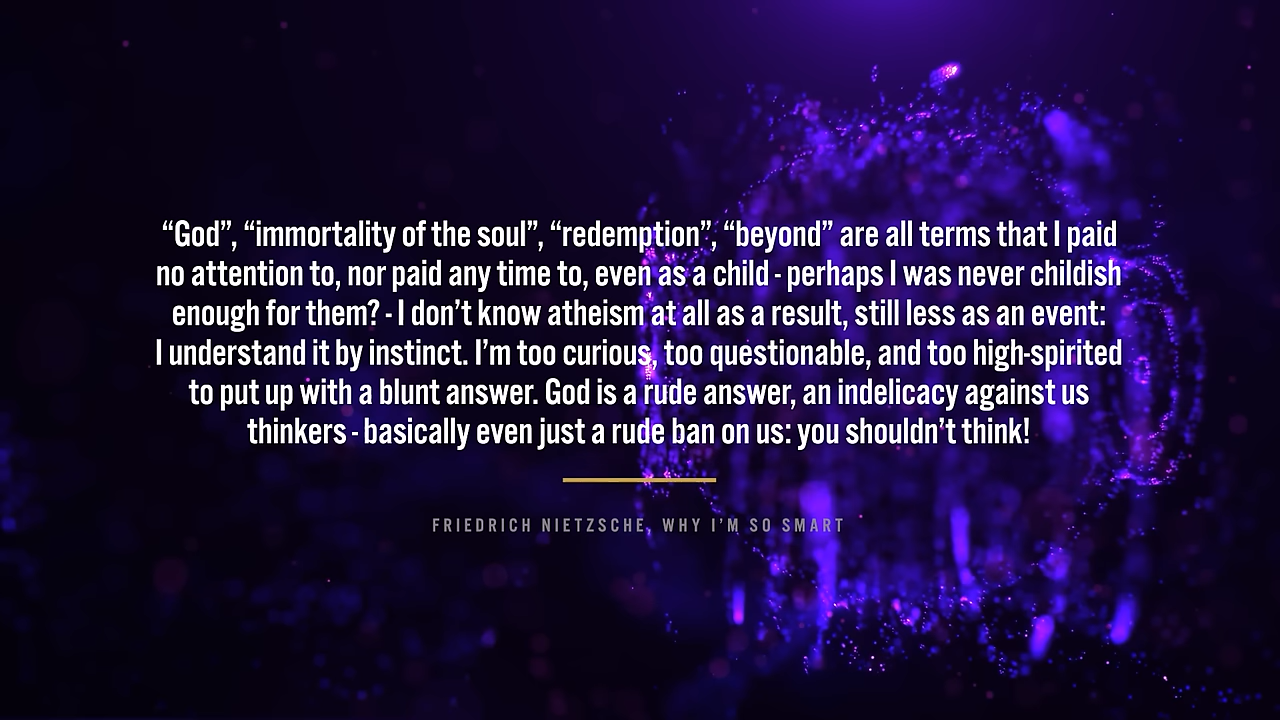 “God”, “immortality of the soul”, “redemption”, “beyond” are all terms that I paid
no attention to, nor paid any time to, even as a child - perhaps I was never childish
enough for them? - I don’t know atheism at all as a result, still less as an event:
I understand it by instinct. I’m too curious, too questionable, and too high-spirited
to put up with a blunt answer. God is a rude answer, an indelicacy against us
thinkers - basically even just a rude ban on us: you shouldn’t think!
FRIEDRICH NIETZSCHE, WHY I’M SO SMART